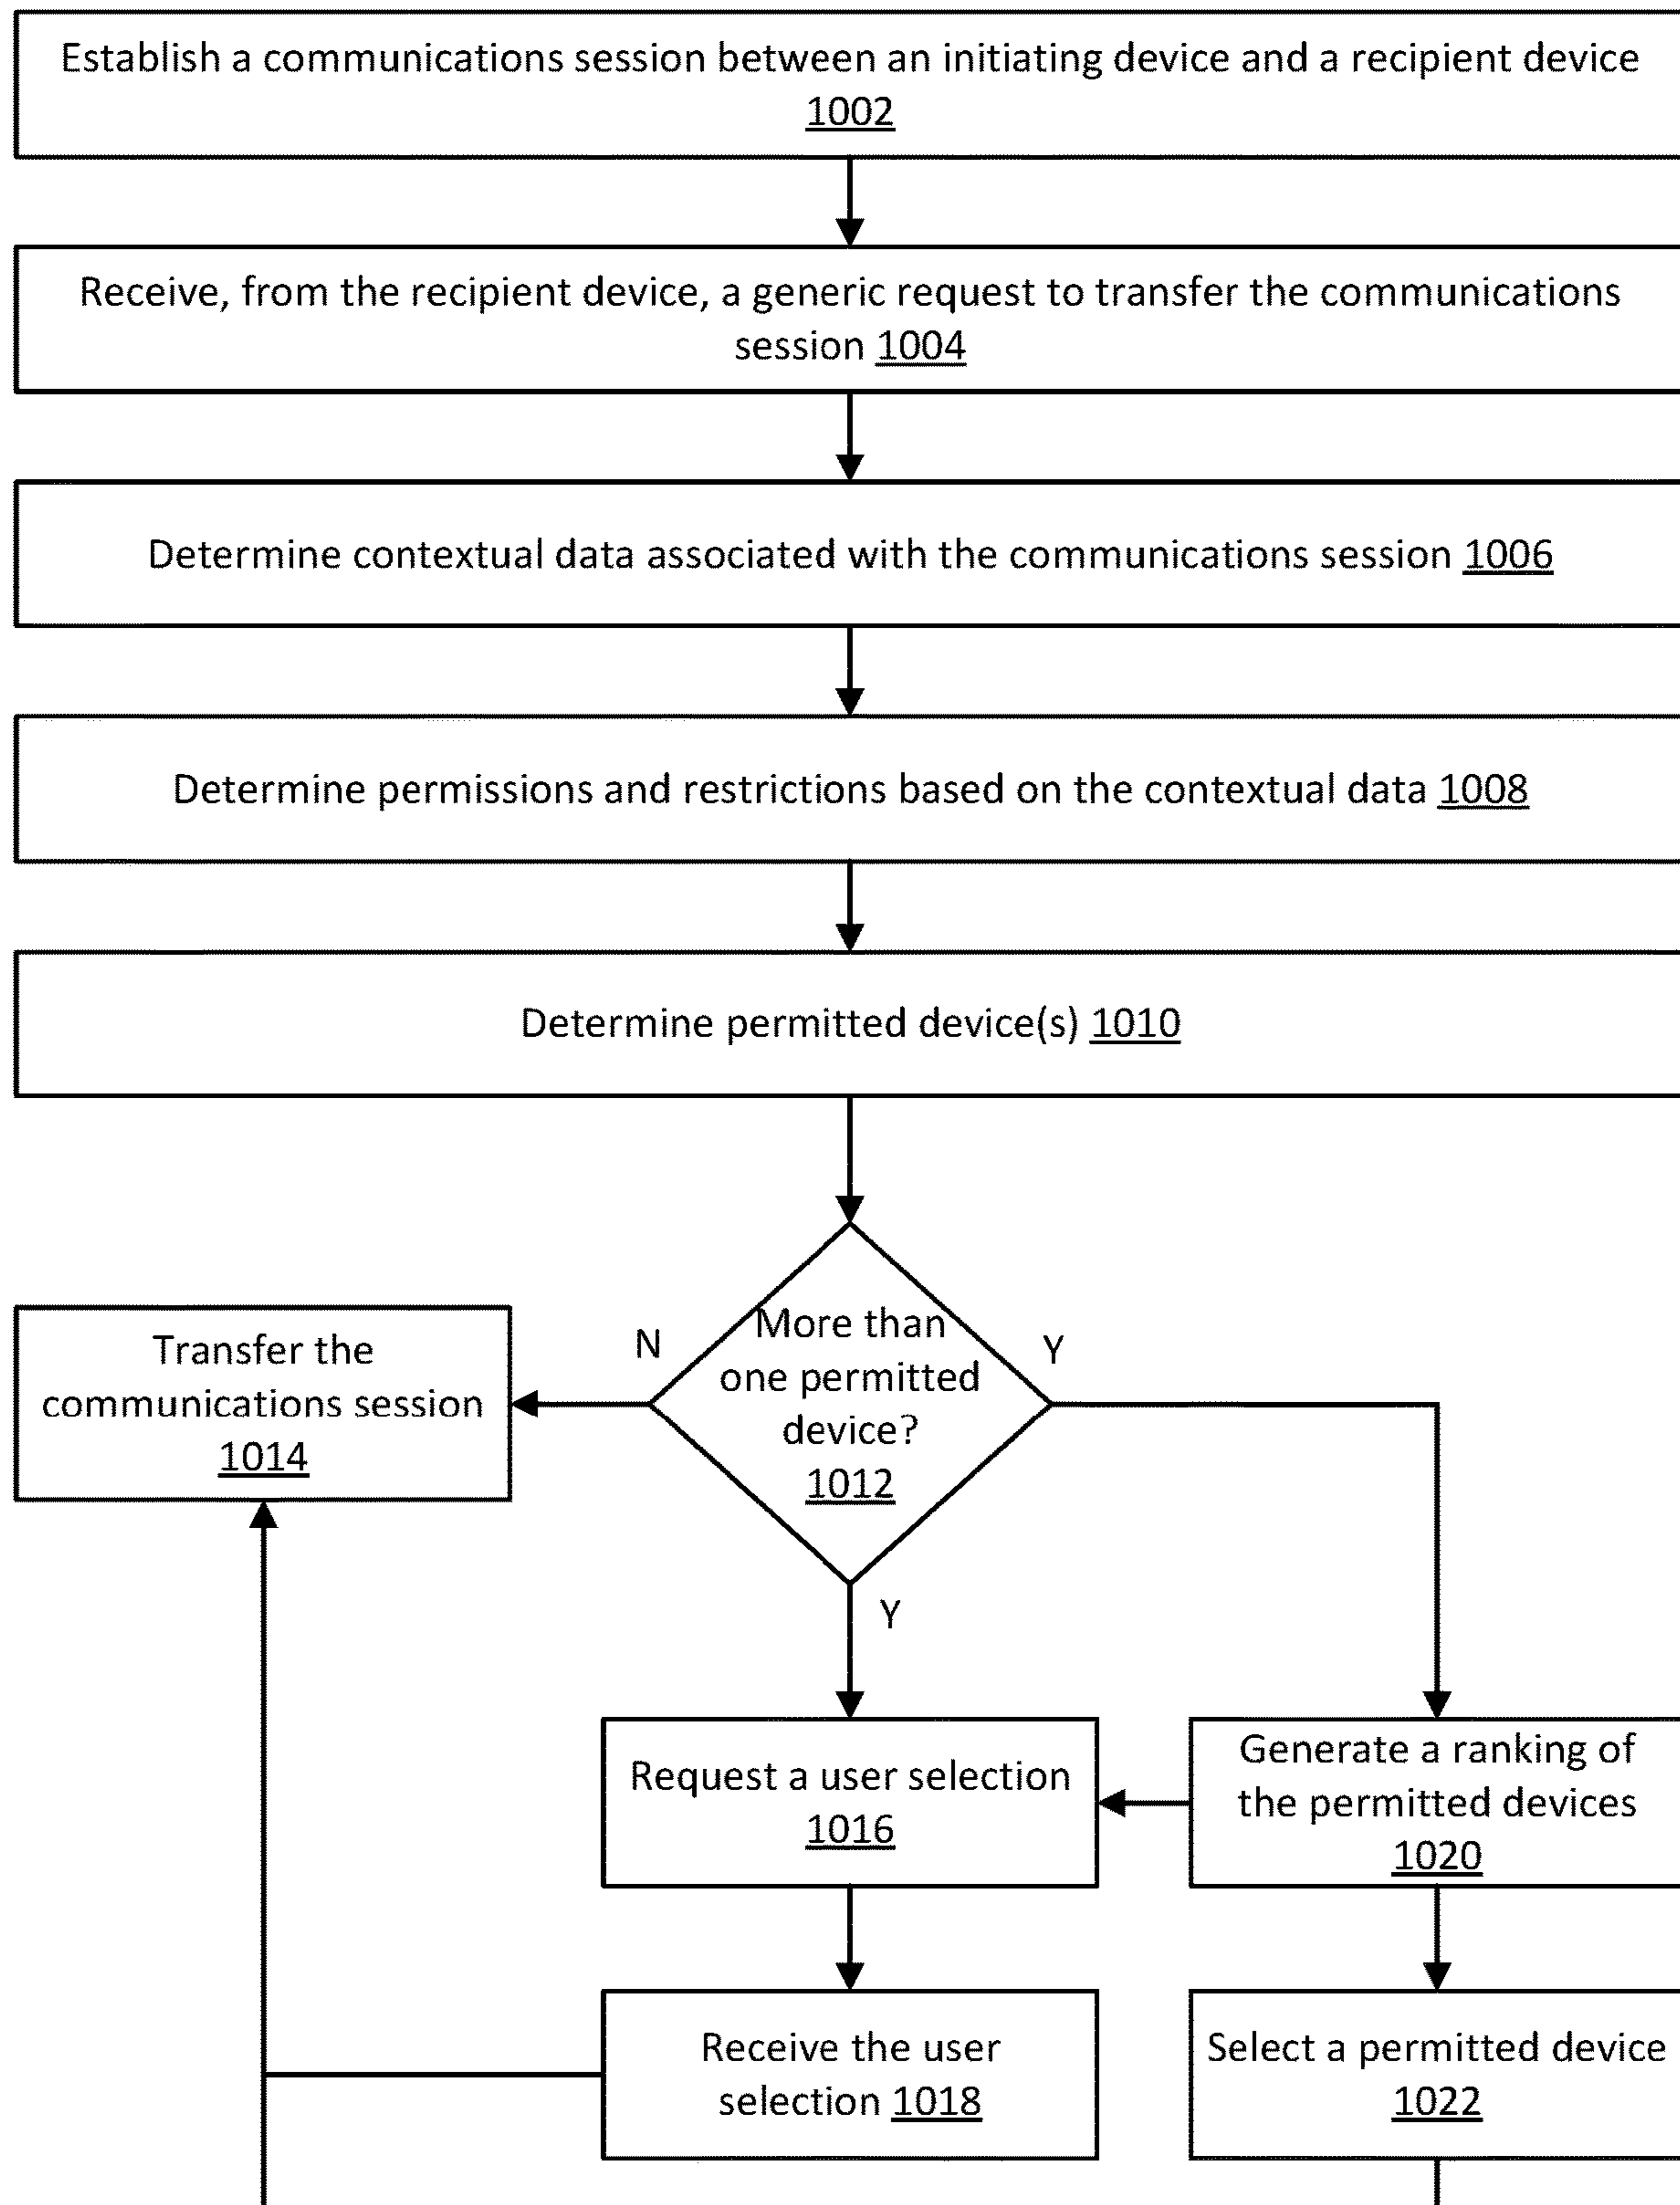 Establish a communications session between an initiating device and a recipient device
1002
Receive, from the recipient device, a generic request to transfer the communications
session 1004
Determine contextual data associated with the communications session 1006
Determine permissions and restrictions based on the contextual data 1008
Determine permitted device(s) 1010
More than
one permitted
device?
1012
N
Y
Transfer the
communications session
1014
Y
Request a user selection
1016
Generate a ranking of
the permitted devices
1020
Receive the user
selection 1018
Select a permitted device
1022